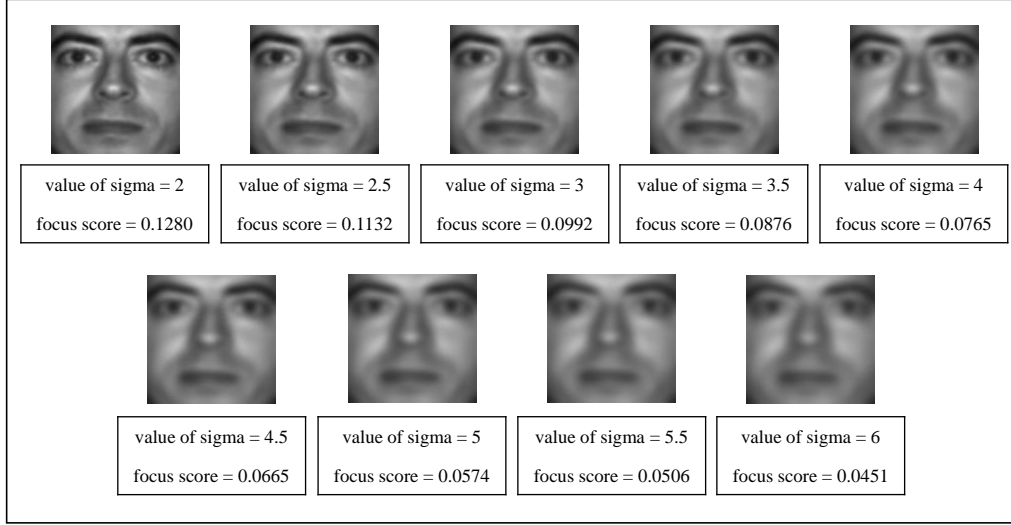 value of sigma = 2
focus score = 0.1280
value of sigma = 2.5
focus score = 0.1132
value of sigma = 3
focus score = 0.0992
value of sigma = 3.5
focus score = 0.0876
value of sigma = 4
focus score = 0.0765
value of sigma = 4.5
focus score = 0.0665
value of sigma = 5
focus score = 0.0574
value of sigma = 5.5
focus score = 0.0506
value of sigma = 6
focus score = 0.0451